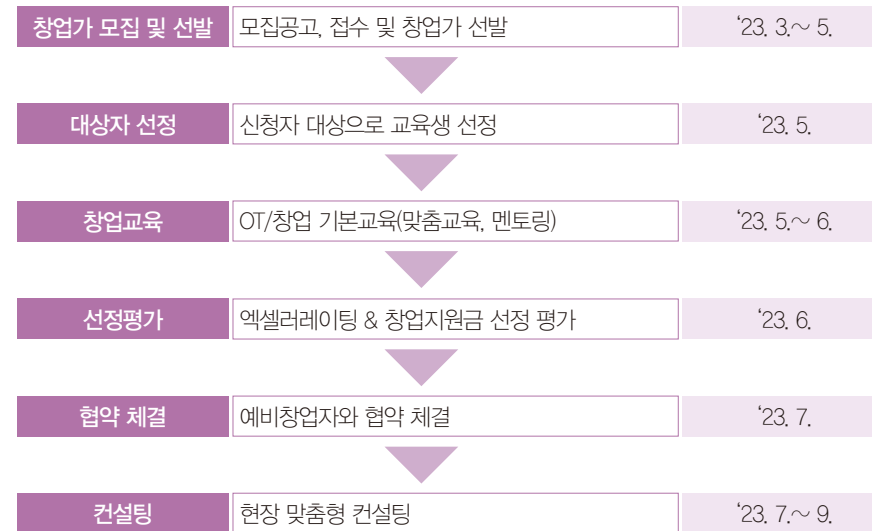 창업가 모집 및 선발 모집공고, 접수 및 창업가 선발 ‘23. 3.~ 5.
대상자 선정 신청자 대상으로 교육생 선정 ‘23. 5.
창업교육 OT/창업 기본교육(맞춤교육, 멘토링) ‘23. 5.~ 6.
선정평가 엑셀러레이팅 & 창업지원금 선정 평가 ‘23. 6.
협약 체결 예비창업자와 협약 체결 ‘23. 7.
컨설팅 현장 맞춤형 컨설팅 ‘23. 7.~ 9.